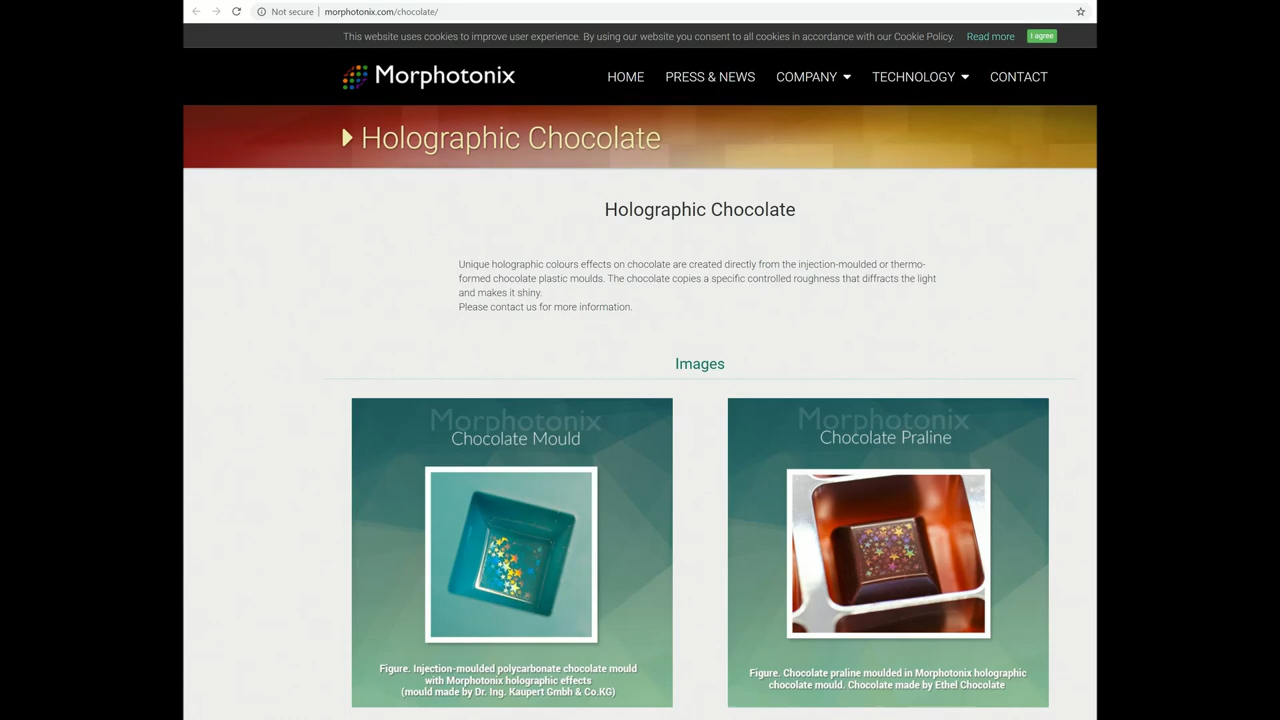 Not secure
morphotonix.com/chocolate/
This website uses cookies to improve user experience. By using our website you consent to all cookies in accordance with our Cookie Policy. Read more I agree
Morphotonix
HOME PRESS & NEWS COMPANY TECHNOLOGY CONTACT
Holographic Chocolate
Holographic Chocolate
Unique holographic colours effects on chocolate are created directly from the injection-moulded or thermo-
formed chocolate plastic moulds. The chocolate copies a specific controlled roughness that diffracts the light
and makes it shiny.
Please contact us for more information.
Images
Morphotonix
Chocolate Mould
Figure. Injection-moulded polycarbonate chocolate mould
with Morphotonix holographic effects
(mould made by Dr. Ing. Kaupert Gmbh & Co.KG)
Morphotonix
Chocolate Praline
Figure. Chocolate praline moulded in Morphotonix holographic
chocolate mould. Chocolate made by Ethel Chocolate